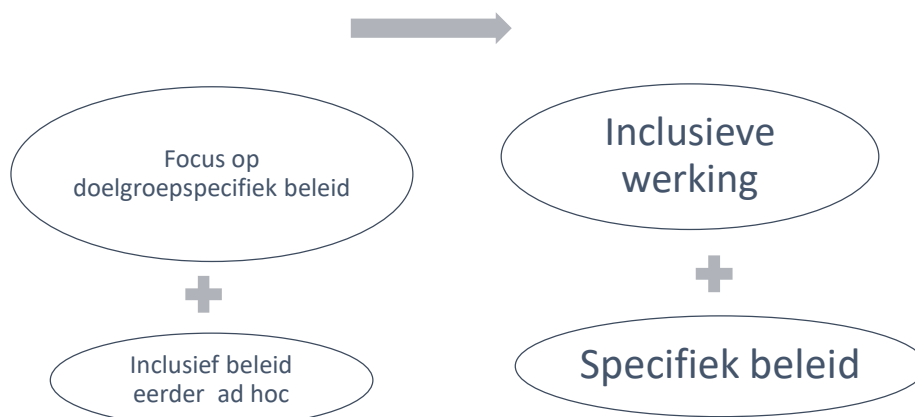 Focus op
doelgroepspecifiek beleid
Inclusief beleid
eerder ad hoc
Inclusieve
werking
Specifiek beleid